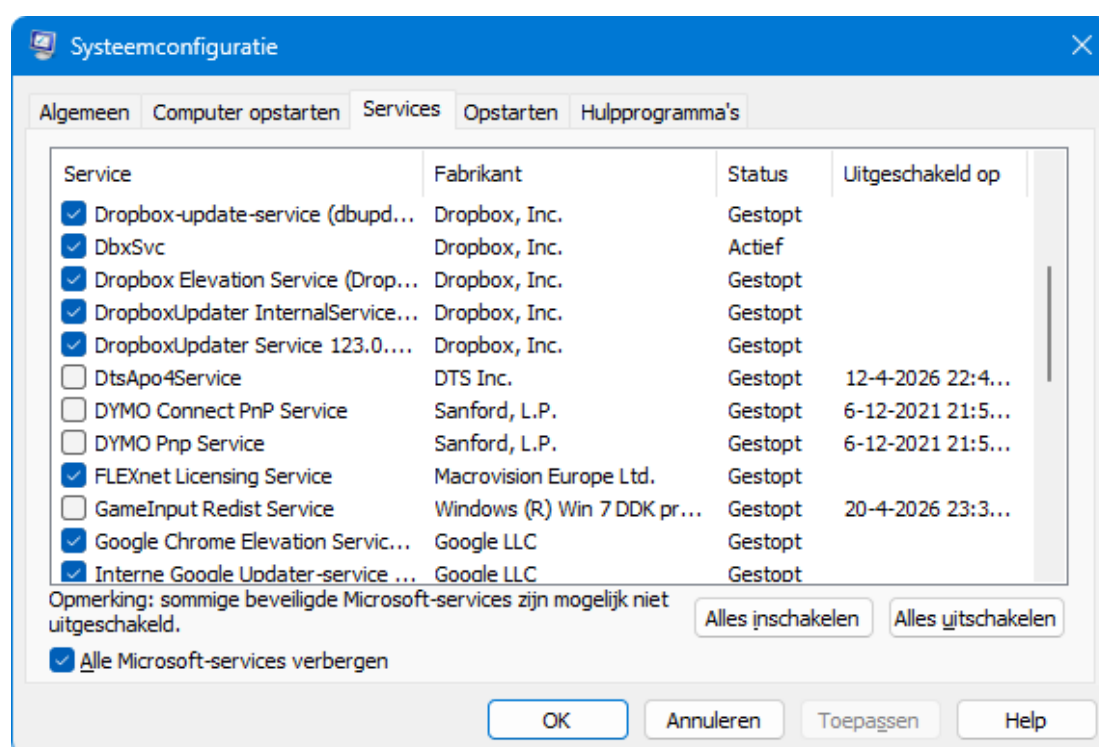 Systeemconfiguratie
Algemeen Computer opstarten Services Opstarten Hulpprogramma's
Service Fabrikant Status Uitgeschakeld op
Dropbox-update-service (dbupd... Dropbox, Inc. Gestopt
DbxSvc Dropbox, Inc. Actief
Dropbox Elevation Service (Drop... Dropbox, Inc. Gestopt
DropboxUpdater InternalService... Dropbox, Inc. Gestopt
DropboxUpdater Service 123.0.... Dropbox, Inc. Gestopt
DtsApo4Service DTS Inc. Gestopt 12-4-2026 22:4...
DYMO Connect PnP Service Sanford, L.P. Gestopt 6-12-2021 21:5...
DYMO Pnp Service Sanford, L.P. Gestopt 6-12-2021 21:5...
FLEXnet Licensing Service Macrovision Europe Ltd. Gestopt
GameInput Redist Service Windows (R) Win 7 DDK pr... Gestopt 20-4-2026 23:3...
Google Chrome Elevation Servic... Google LLC Gestopt
Interne Google Updater-service ... Google LLC Gestopt
Opmerking: sommige beveiligde Microsoft-services zijn mogelijk niet
uitgeschakeld.
Alles inschakelen Alles uitschakelen
Alle Microsoft-services verbergen
OK Annuleren Toepassen Help